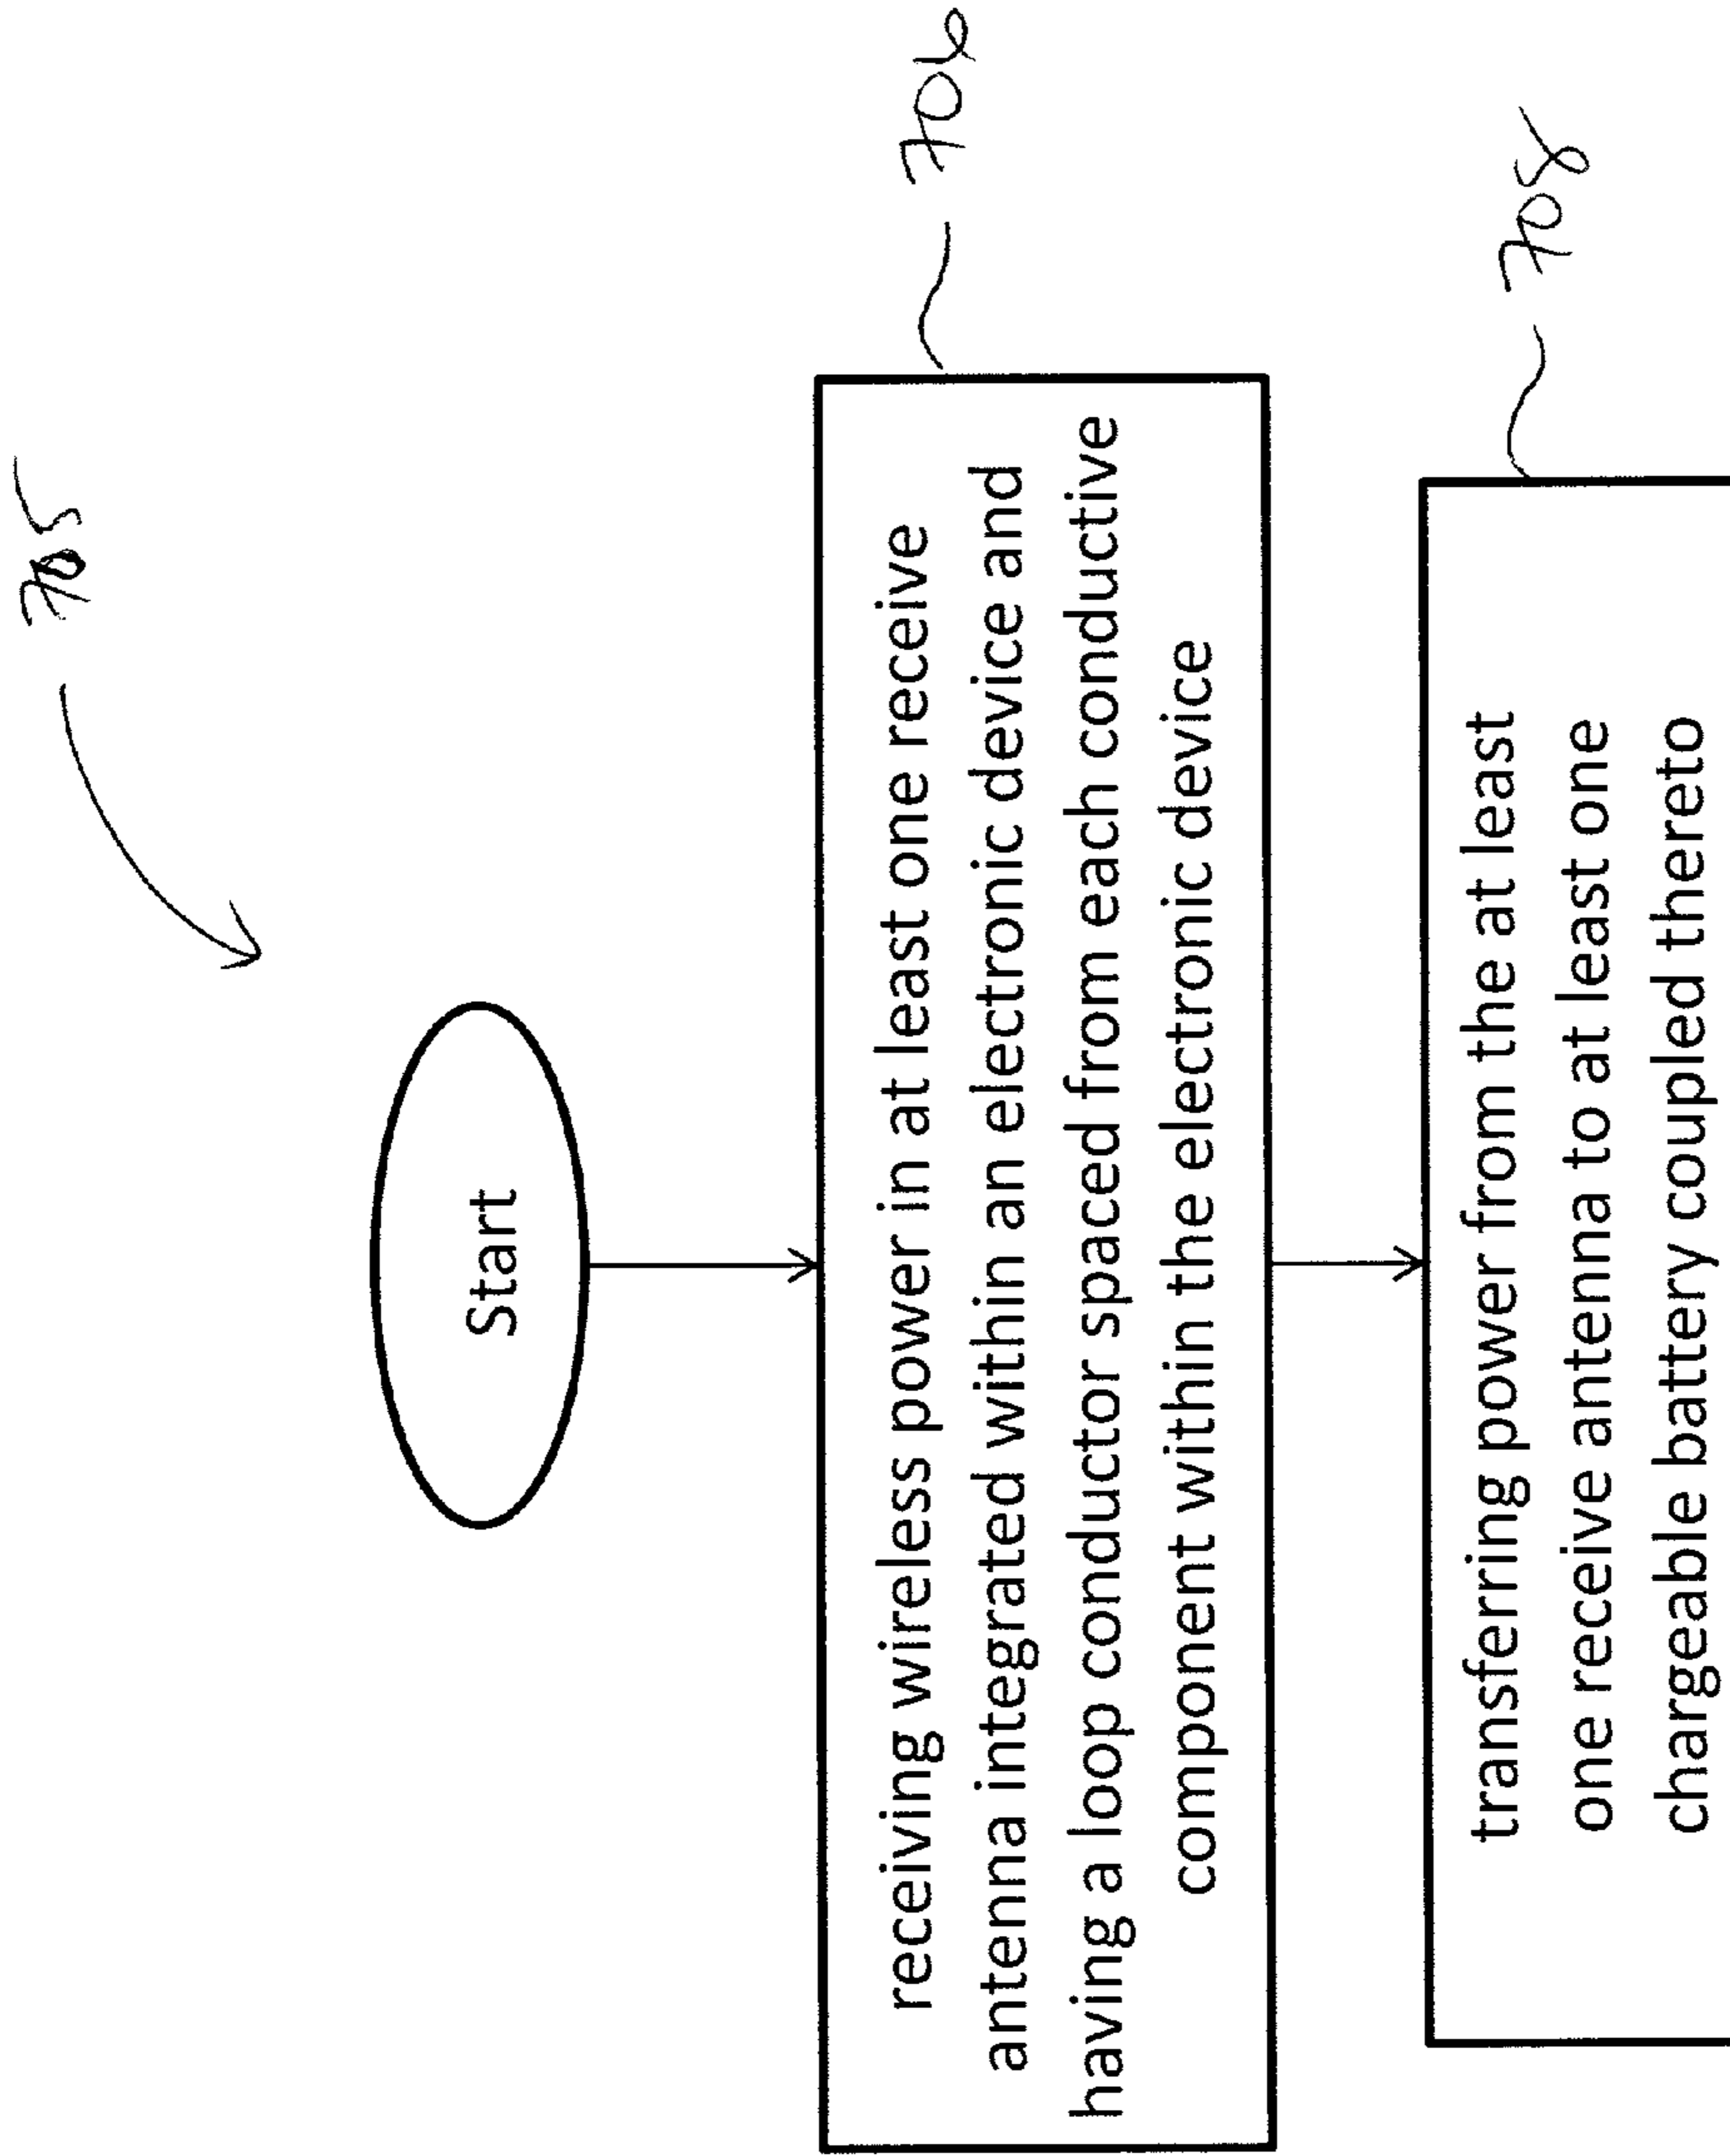 705
Start
receiving wireless power in at least one receive
antenna integrated within an electronic device and
having a loop conductor spaced from each conductive
component within the electronic device
706
transferring power from the at least
one receive antenna to at least one
chargeable battery coupled thereto
708